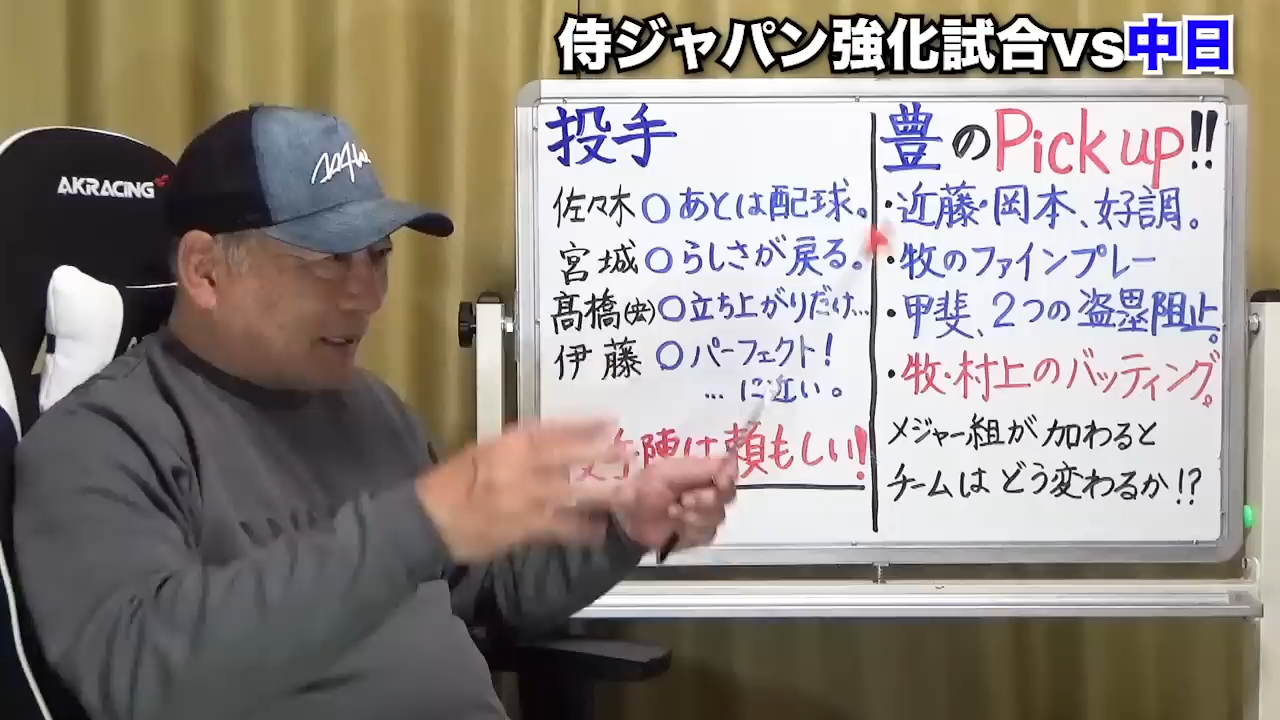 侍ジャパン強化試合vs中日
AKRACING
投手
佐々木 〇 あとは配球。
宮城 〇 らしさが戻る。
髙橋(宏) 〇 立ち上がりだけ…
伊藤 〇 パーフェクト!
…に近い。
陣は頼もしい!
豊のPick up!!
・近藤・岡本、好調。
・牧のファインプレー
・甲斐、2つの盗塁阻止。
・牧・村上のバッティング。
メジャー組が加わると
チームはどう変わるか!?